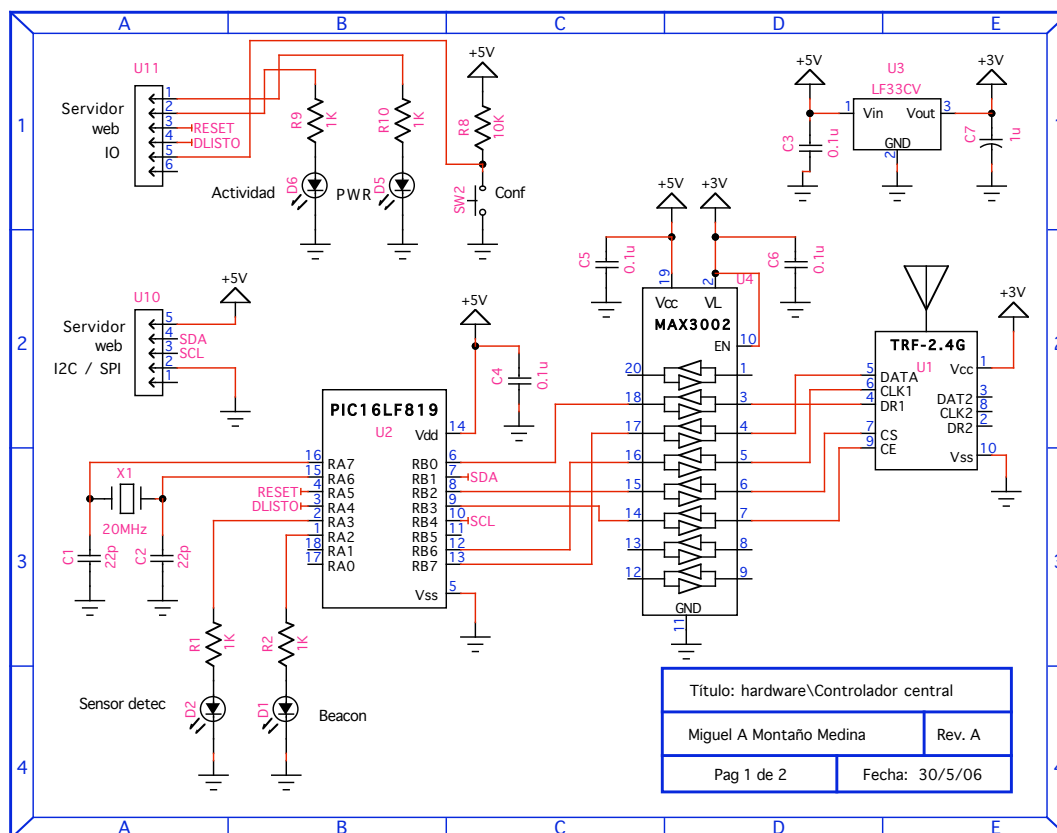 A B C D E
1
U11
Servidor
web
IO
1
2
3
4
5
6
RESET
DLISTO
R9
1K
R10
1K
+5V
R8
10K
Actividad
D6
PWR
D5
SW2
Conf
+5V
U3
+3V
LF33CV
1
Vin
Vout
3
GND
2
C3
0.1u
C7
1u
1
+5V
+3V
C5
0.1u
C6
0.1u
19
2
U4
Vcc
VL
MAX3002
EN
10
2
U10
+5V
Servidor
web
I2C / SPI
5
4
3
2
1
SDA
SCL
+5V
C4
0.1u
20
18
17
16
15
14
13
12
1
3
4
5
6
7
8
9
GND
11
+3V
TRF-2.4G
U1
5
6
4
7
9
DATA
CLK1
DR1
CS
CE
Vcc
DAT2
CLK2
DR2
Vss
1
3
8
2
10
2
3
PIC16LF819
U2
Vdd
14
16
15
4
3
2
1
18
17
RA7
RA6
RA5
RA4
RA3
RA2
RA1
RA0
RESET
DLISTO
RB0
RB1
RB2
RB3
RB4
RB5
RB6
RB7
Vss
6
7
8
9
10
11
12
13
5
SDA
SCL
X1
20MHz
C1
22p
C2
22p
3
R1
1K
R2
1K
Sensor detec
D2
D1
Beacon
4
Título: hardware\Controlador central
Miguel A Montaño Medina
Rev. A
Pag 1 de 2
Fecha: 30/5/06
4
A B C D E